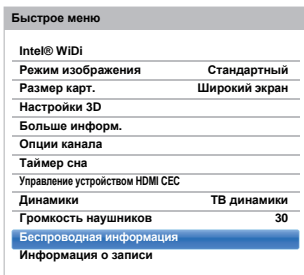 Быстрое меню
Intel® WiDi
Режим изображения Стандартный
Размер карт. Широкий экран
Настройки 3D
Больше информ.
Опции канала
Таймер сна
Управление устройством HDMI CEC
Динамики ТВ динамики
Громкость наушников 30
Беспроводная информация
Информация о записи